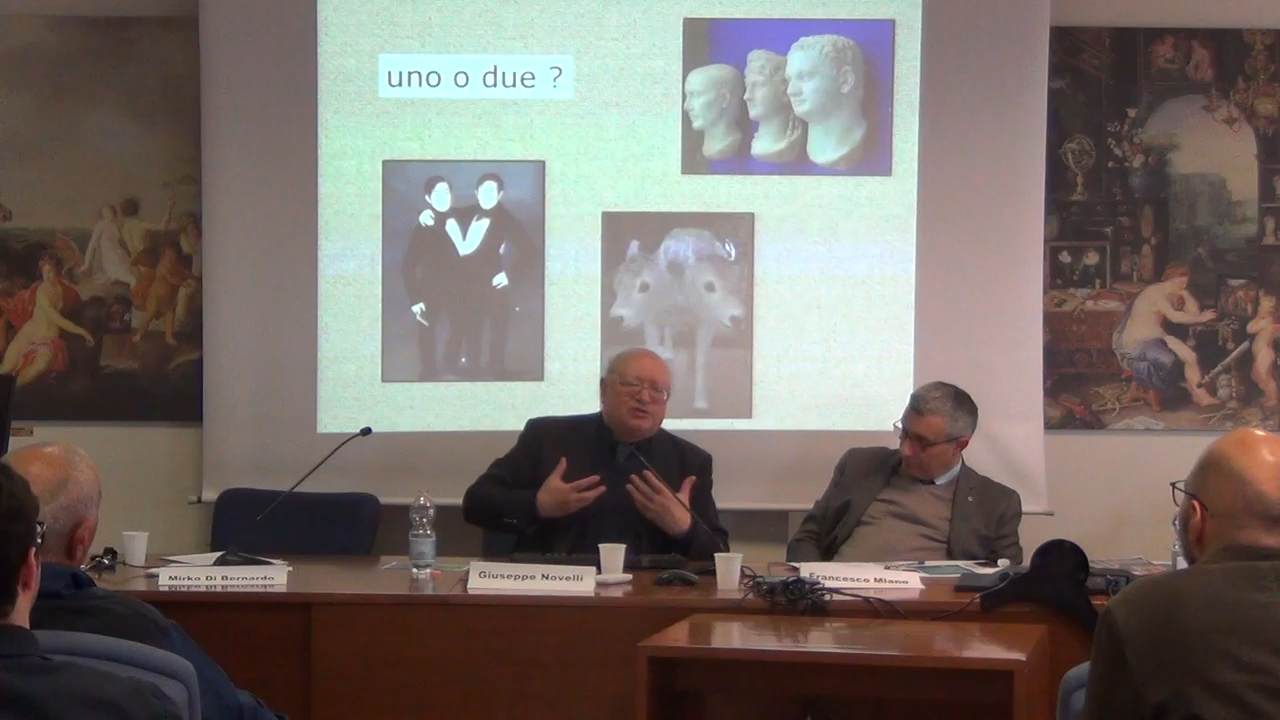 uno o due ?
Mirko Di Bernardo
Giuseppe Novelli
Francesco Miano